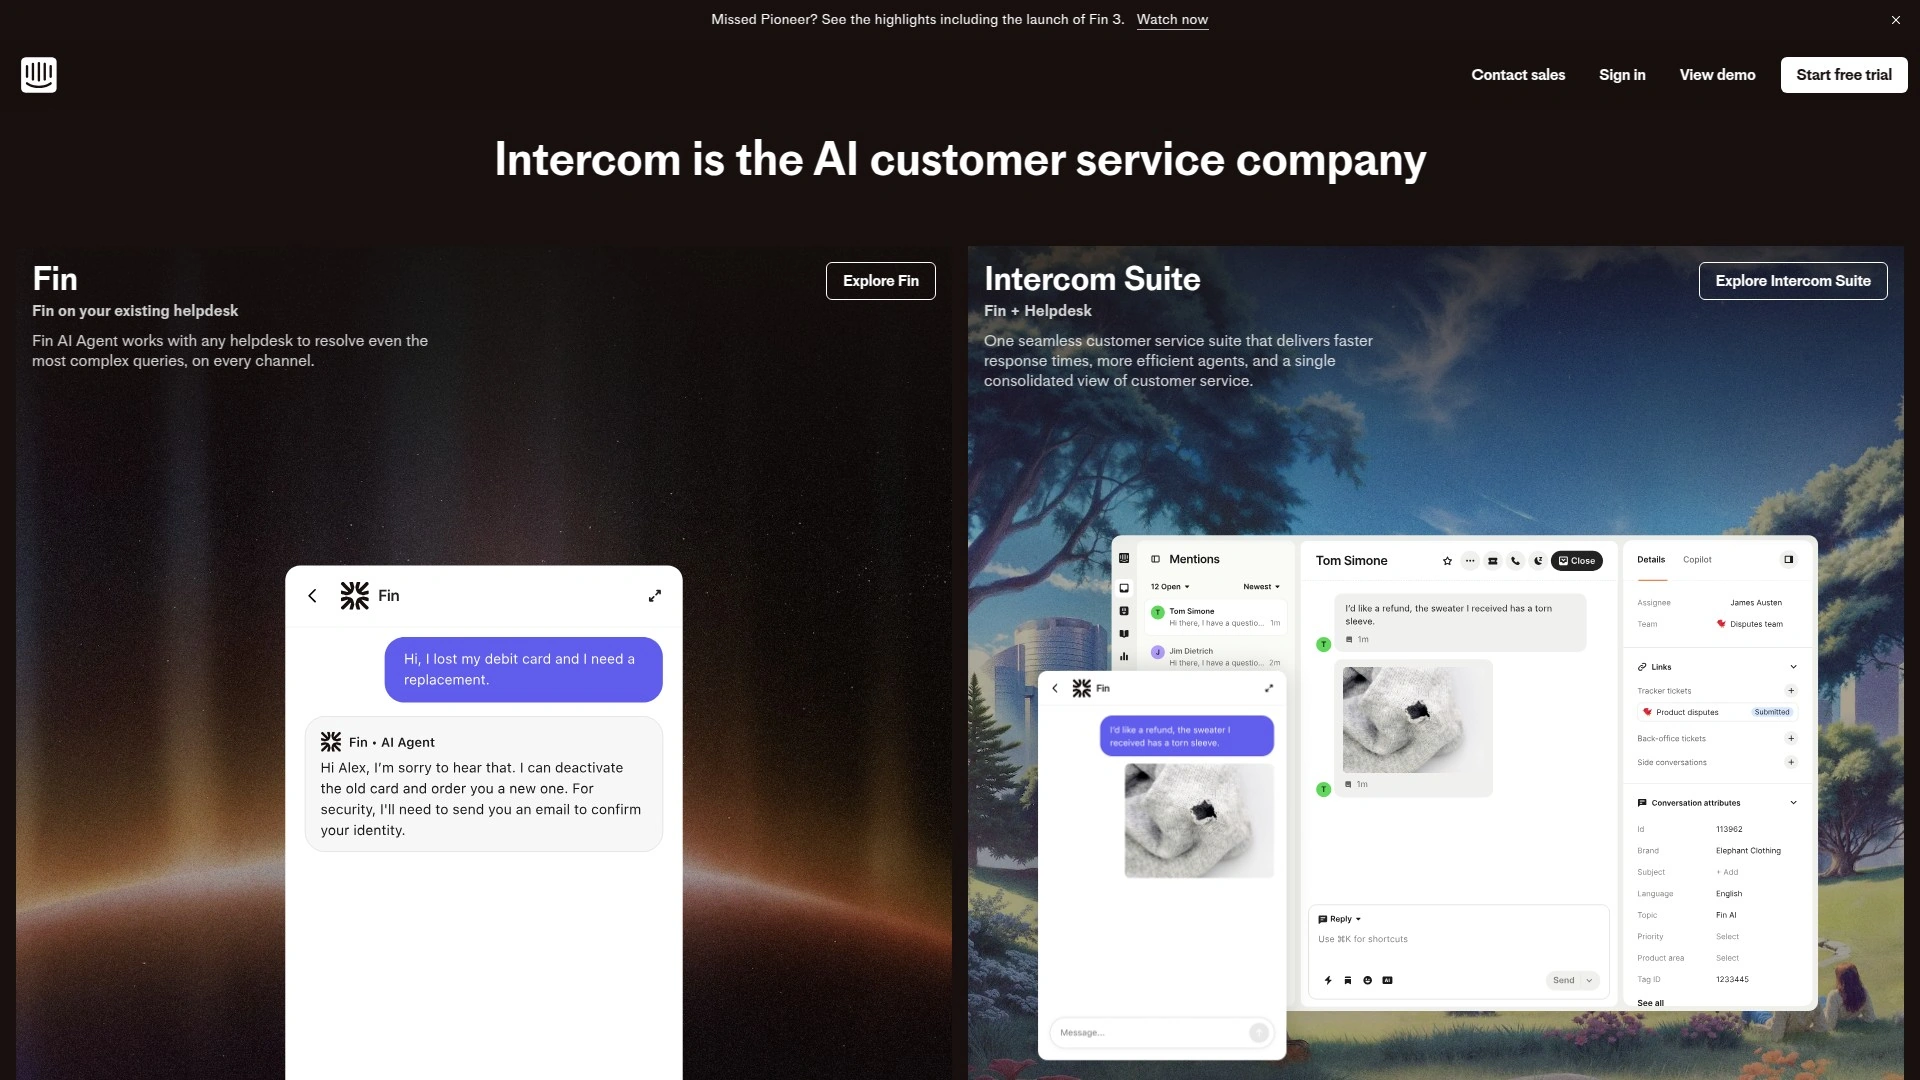 Missed Pioneer? See the highlights including the launch of Fin 3. Watch now
Contact sales
Sign in
View demo
Start free trial
Intercom is the AI customer service company
Fin
Explore Fin
Fin on your existing helpdesk
Fin AI Agent works with any helpdesk to resolve even the
most complex queries, on every channel.
Fin
Hi, I lost my debit card and I need a
replacement.
Fin • AI Agent
Hi Alex, I'm sorry to hear that. I can deactivate
the old card and order you a new one. For
security, I'll need to send you an email to confirm
your identity.
Intercom Suite
Explore Intercom Suite
Fin + Helpdesk
One seamless customer service suite that delivers faster
response times, more efficient agents, and a single
consolidated view of customer service.
Mentions
12 Open
Newest
T
Tom Simone
Hi there, I have a questio... 1m
J
Jim Dietrich
Hi there, I have a questio... 2m
Fin
I'd like a refund, the sweater I
received has a torn sleeve.
Message...
Tom Simone
Close
I'd like a refund, the sweater I received has a torn
sleeve.
1m
T
1m
T
Reply
Use ⌘K for shortcuts
AI
Send
Details
Copilot
Assignee James Austen
Team Disputes team
Links
Tracker tickets +
Product disputes Submitted
Back-office tickets +
Side conversations +
Conversation attributes
Id 113962
Brand Elephant Clothing
Subject + Add
Language English
Topic Fin AI
Priority Select
Product area Select
Tag ID 1233445
See all